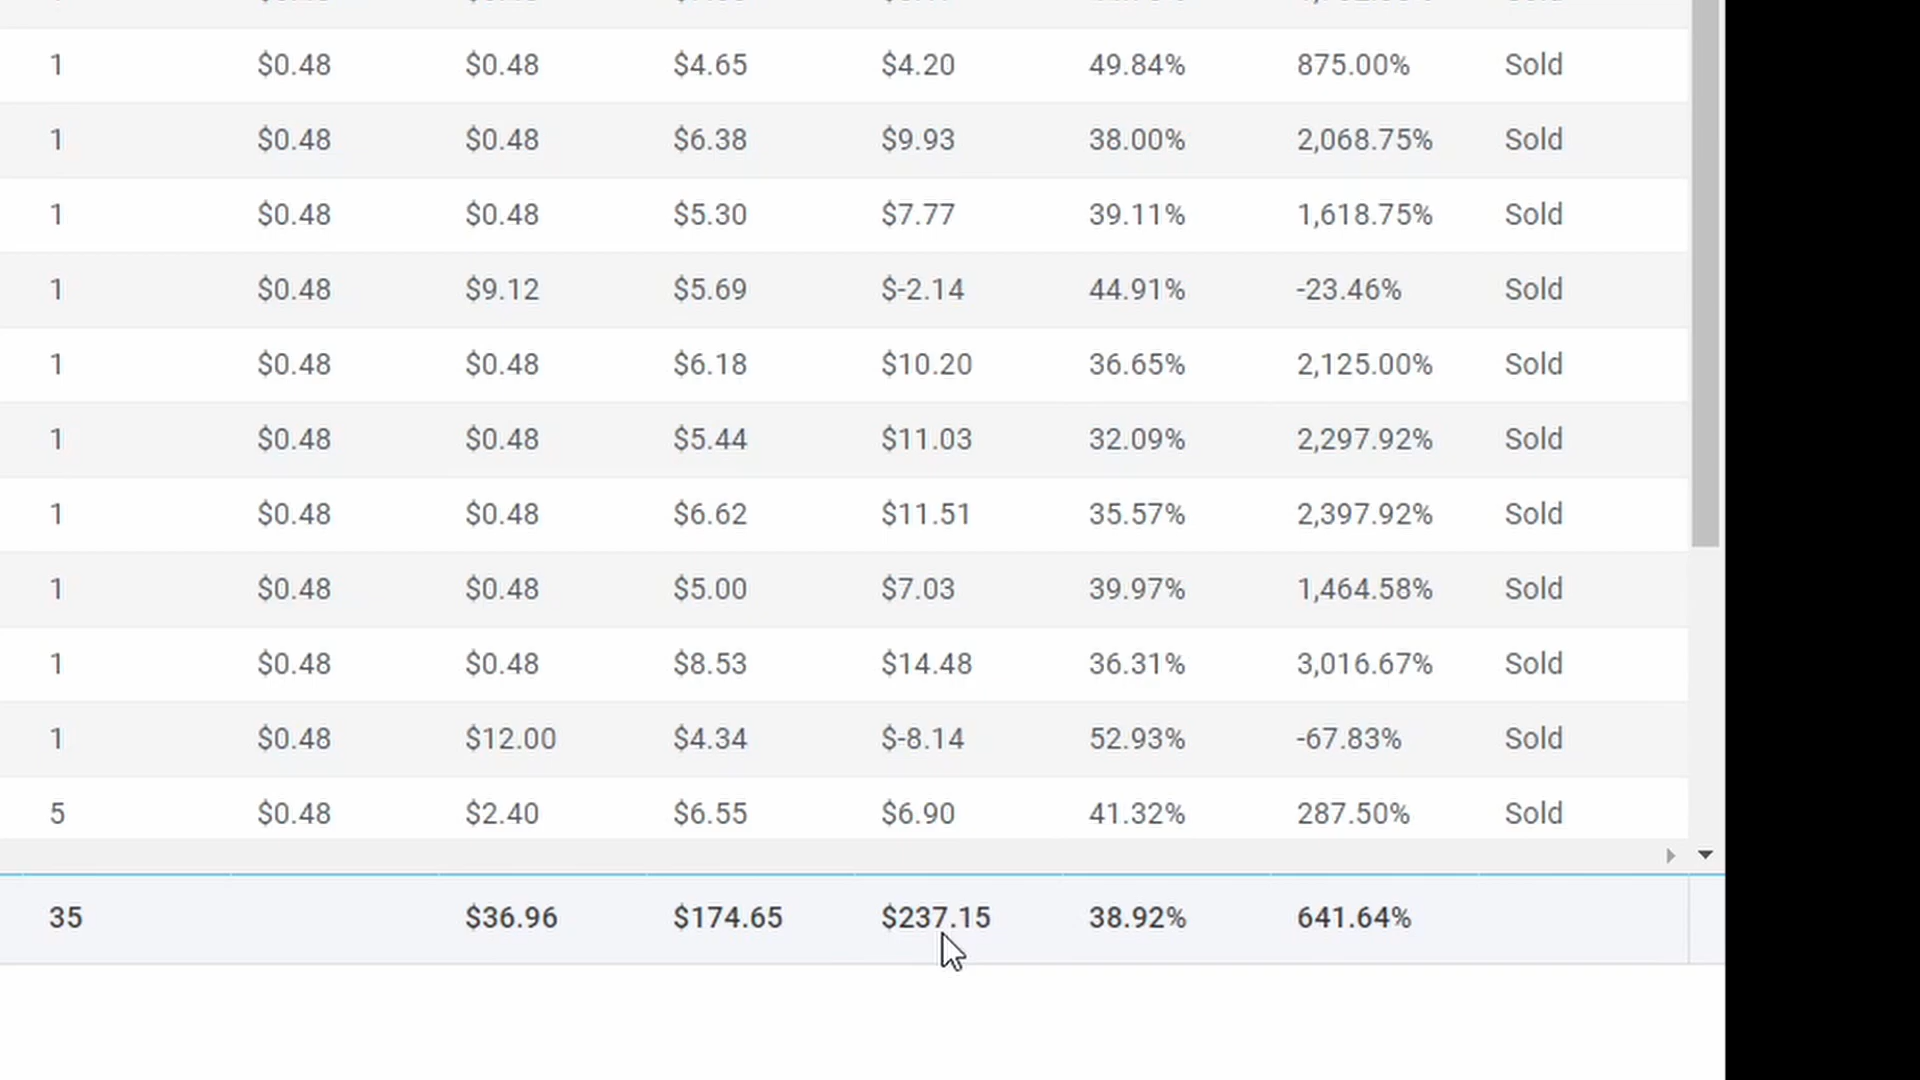 1 $0.48 $0.48 $4.65 $4.20 49.84% 875.00% Sold
1 $0.48 $0.48 $6.38 $9.93 38.00% 2,068.75% Sold
1 $0.48 $0.48 $5.30 $7.77 39.11% 1,618.75% Sold
1 $0.48 $9.12 $5.69 $-2.14 44.91% -23.46% Sold
1 $0.48 $0.48 $6.18 $10.20 36.65% 2,125.00% Sold
1 $0.48 $0.48 $5.44 $11.03 32.09% 2,297.92% Sold
1 $0.48 $0.48 $6.62 $11.51 35.57% 2,397.92% Sold
1 $0.48 $0.48 $5.00 $7.03 39.97% 1,464.58% Sold
1 $0.48 $0.48 $8.53 $14.48 36.31% 3,016.67% Sold
1 $0.48 $12.00 $4.34 $-8.14 52.93% -67.83% Sold
5 $0.48 $2.40 $6.55 $6.90 41.32% 287.50% Sold
35 $36.96 $174.65 $237.15 38.92% 641.64%